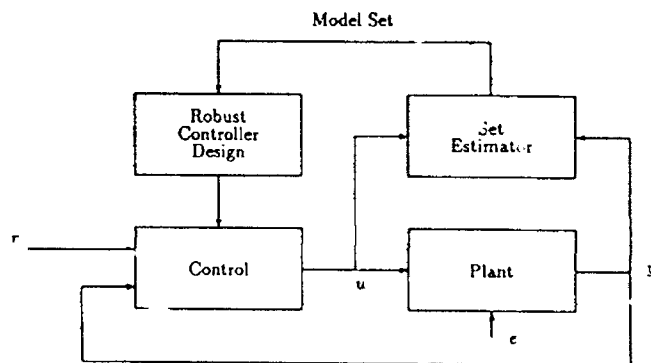 Model Set
Robust
Controller
Design
Set
Estimator
r
Control
u
Plant
y
e